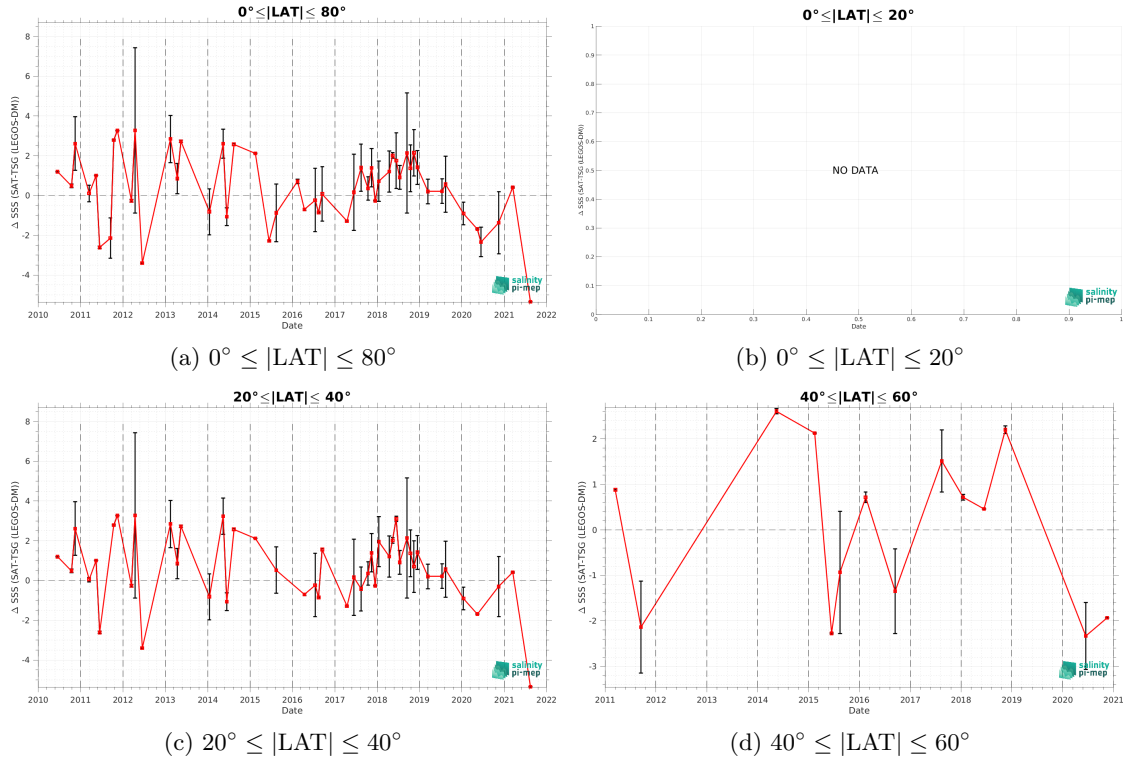 0°≤|LAT|≤ 80°
Δ SSS (SAT-TSG (LEGOS-DM))
8
6
4
2
0
-2
-4
2010 2011 2012 2013 2014 2015 2016 2017 2018 2019 2020 2021 2022
Date
salinity
pi-mep
(a) 0° ≤ |LAT| ≤ 80°
0°≤|LAT|≤ 20°
Δ SSS (SAT-TSG (LEGOS-DM))
1
0.9
0.8
0.7
0.6
0.5
0.4
0.3
0.2
0.1
0
NO DATA
0 0.1 0.2 0.3 0.4 0.5 0.6 0.7 0.8 0.9 1
Date
salinity
pi-mep
(b) 0° ≤ |LAT| ≤ 20°
20°≤|LAT|≤ 40°
Δ SSS (SAT-TSG (LEGOS-DM))
8
6
4
2
0
-2
-4
2010 2011 2012 2013 2014 2015 2016 2017 2018 2019 2020 2021 2022
Date
salinity
pi-mep
(c) 20° ≤ |LAT| ≤ 40°
40°≤|LAT|≤ 60°
Δ SSS (SAT-TSG (LEGOS-DM))
2
1
0
-1
-2
-3
2011 2012 2013 2014 2015 2016 2017 2018 2019 2020 2021
Date
salinity
pi-mep
(d) 40° ≤ |LAT| ≤ 60°